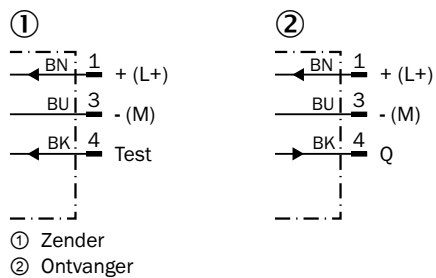 ① ②
BN 1 + (L+) BN 1 + (L+)
BU 3 - (M) BU 3 - (M)
BK 4 Test BK 4 Q
① Zender
② Ontvanger